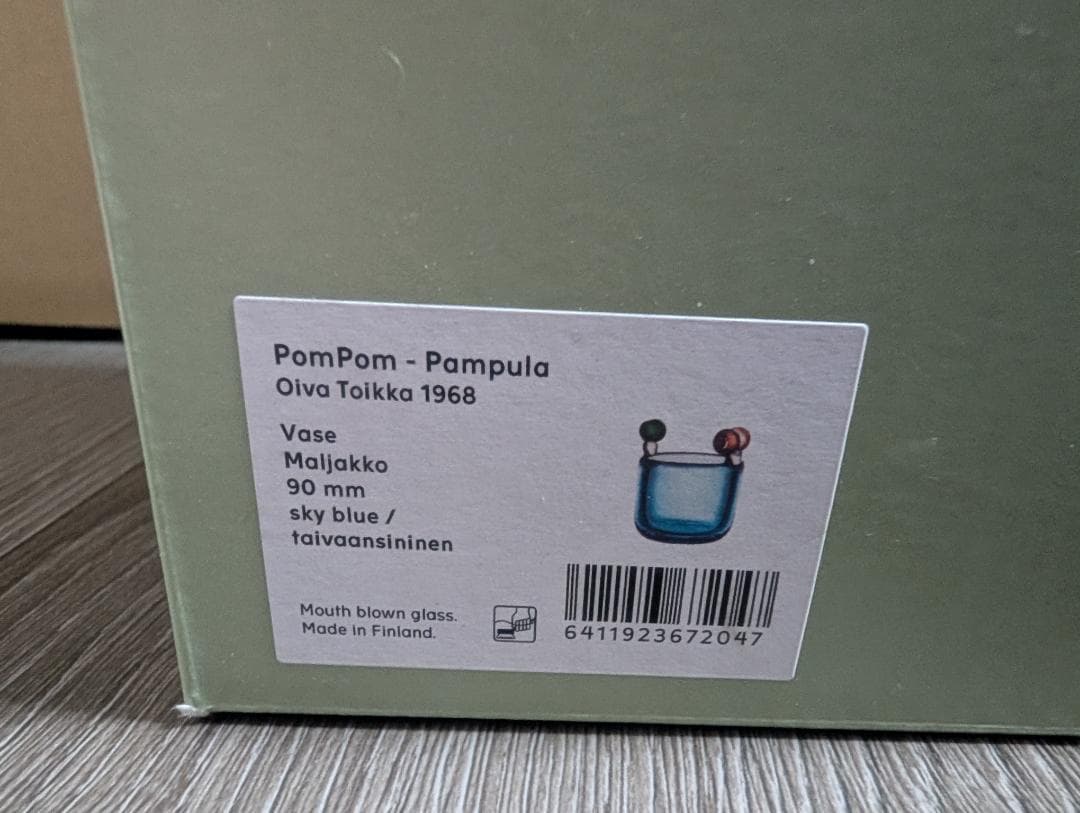 PomPom - Pampula
Oiva Toikka 1968
Vase
Maljakko
90 mm
sky blue /
taivaansininen
Mouth blown glass.
Made in Finland.
6411923672047